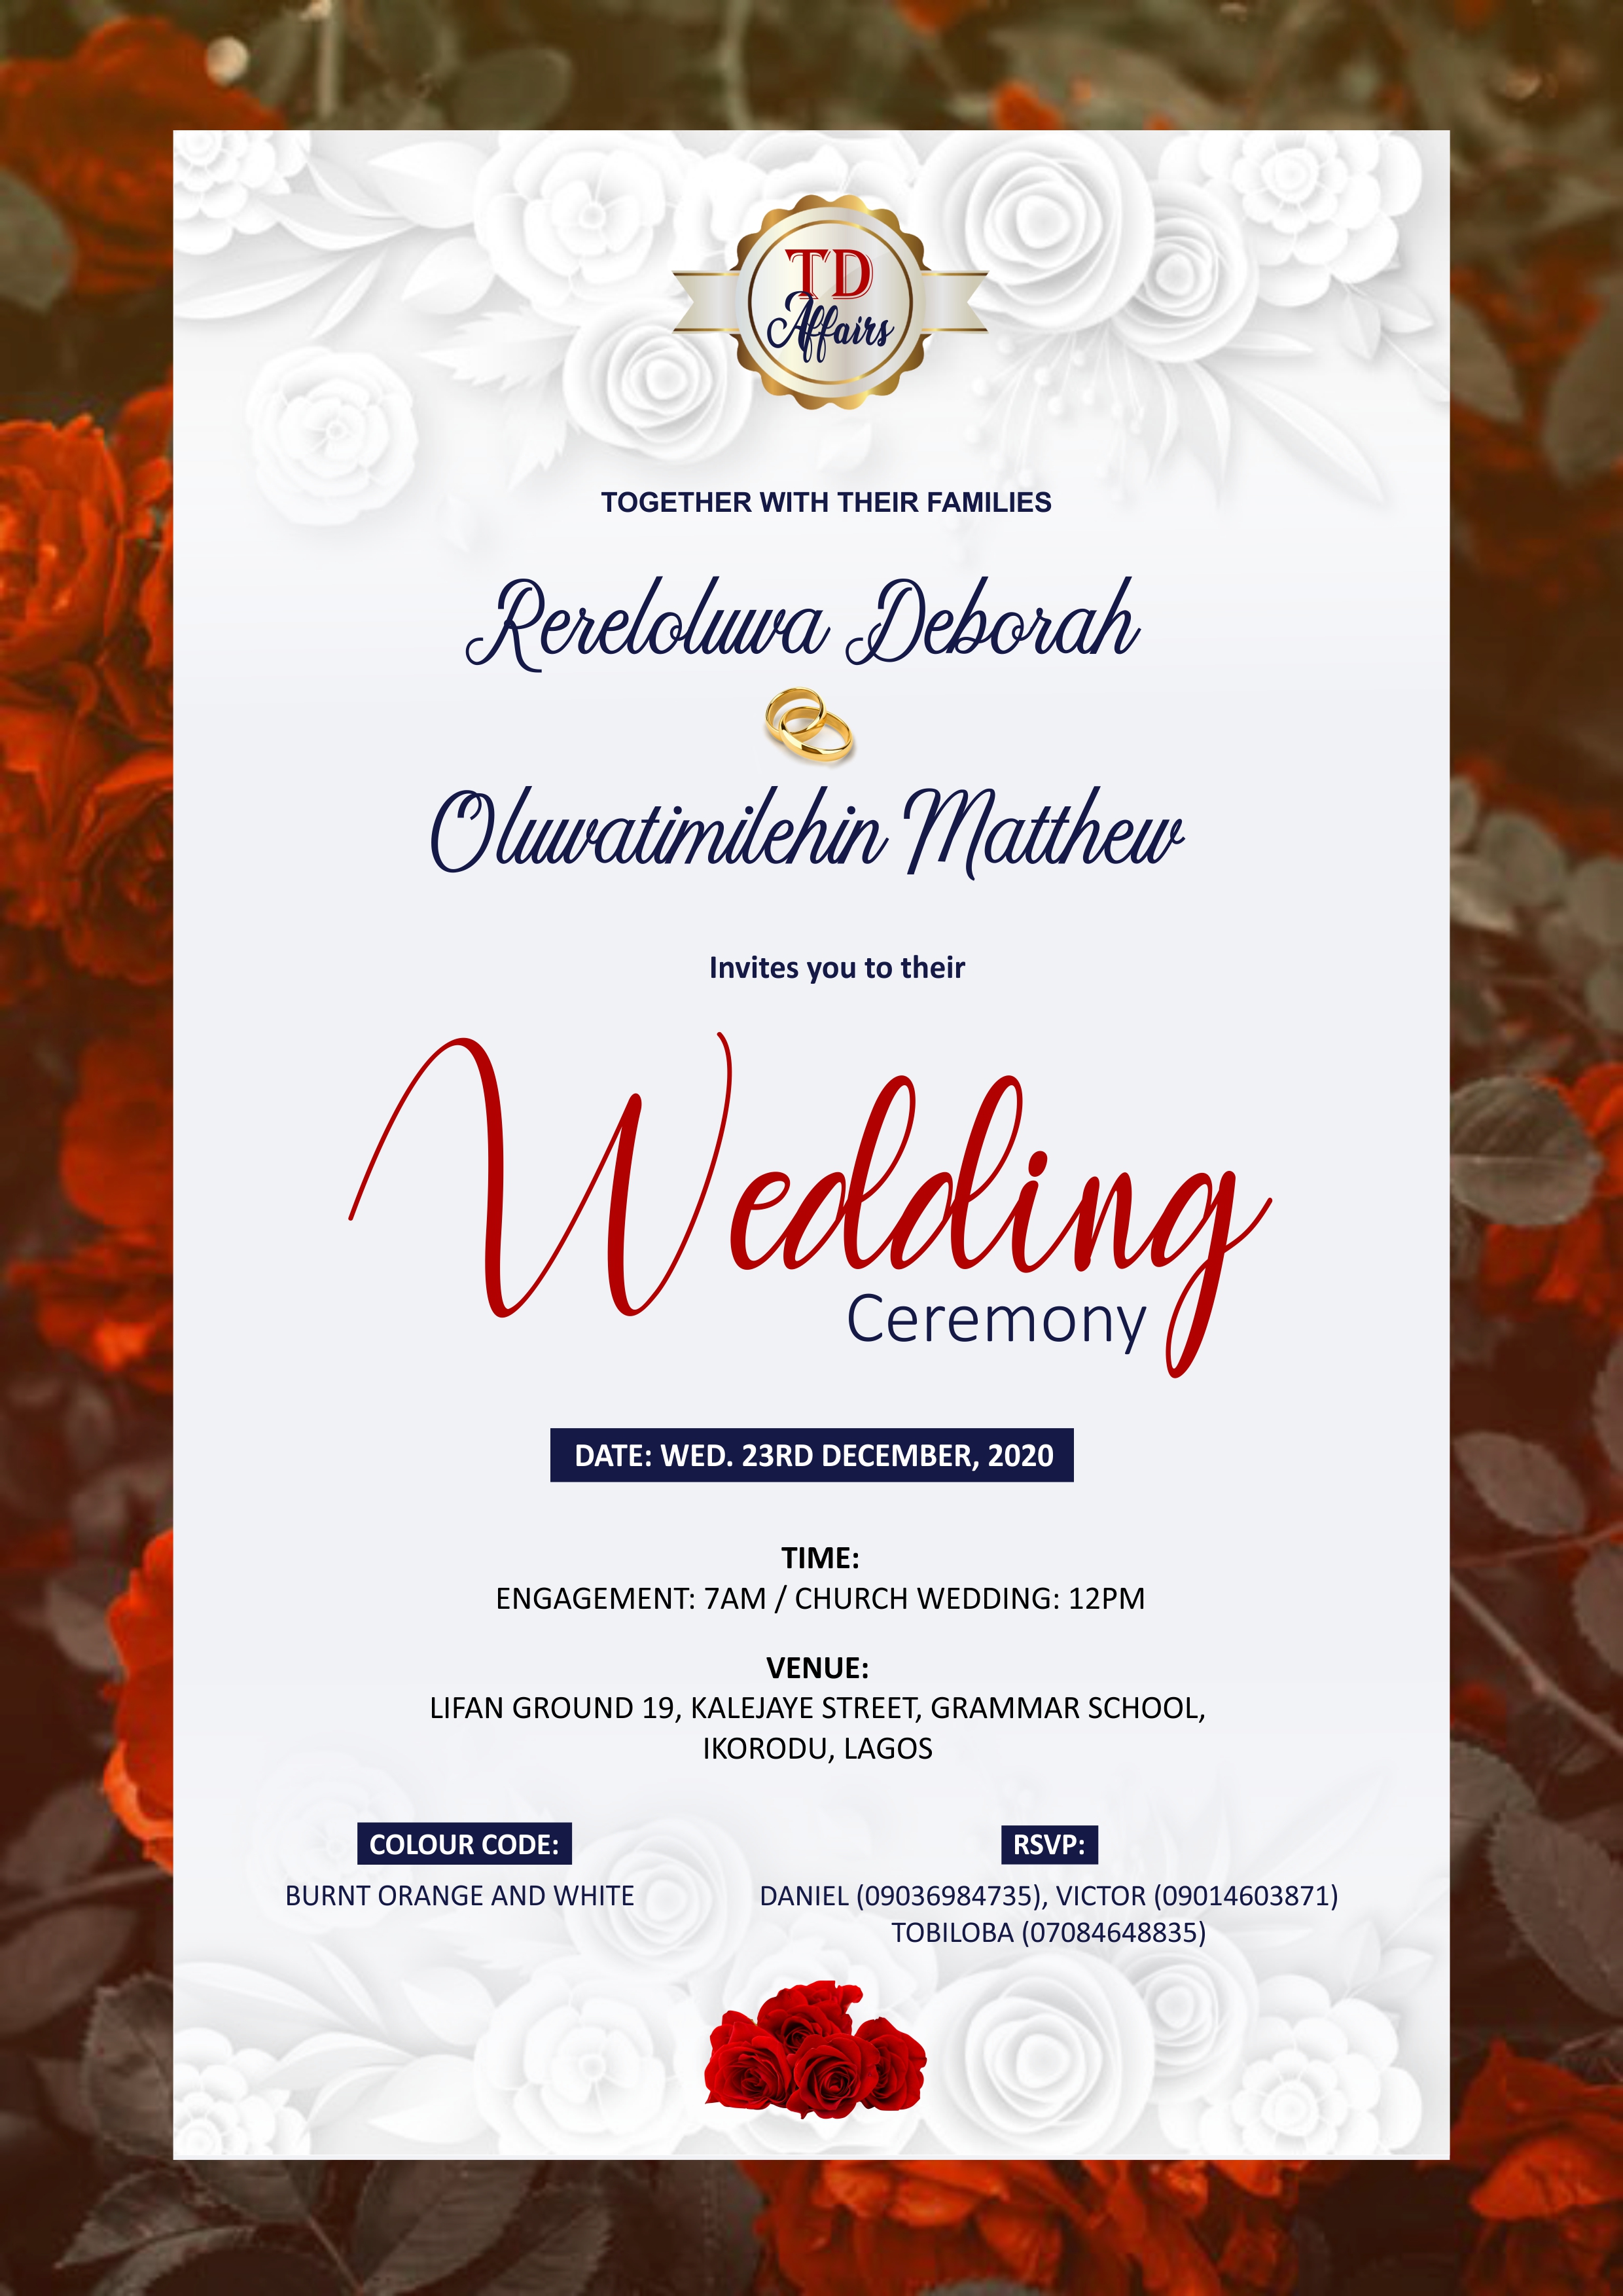 TD
Affairs
TOGETHER WITH THEIR FAMILIES
Rereloluwa Deborah
Oluwatimilehin Matthew
Invites you to their
Wedding
Ceremony
DATE: WED. 23RD DECEMBER, 2020
TIME:
ENGAGEMENT: 7AM / CHURCH WEDDING: 12PM
VENUE:
LIFAN GROUND 19, KALEJAYE STREET, GRAMMAR SCHOOL,
IKORODU, LAGOS
COLOUR CODE:
BURNT ORANGE AND WHITE
RSVP:
DANIEL (09036984735), VICTOR (09014603871)
TOBILOBA (07084648835)